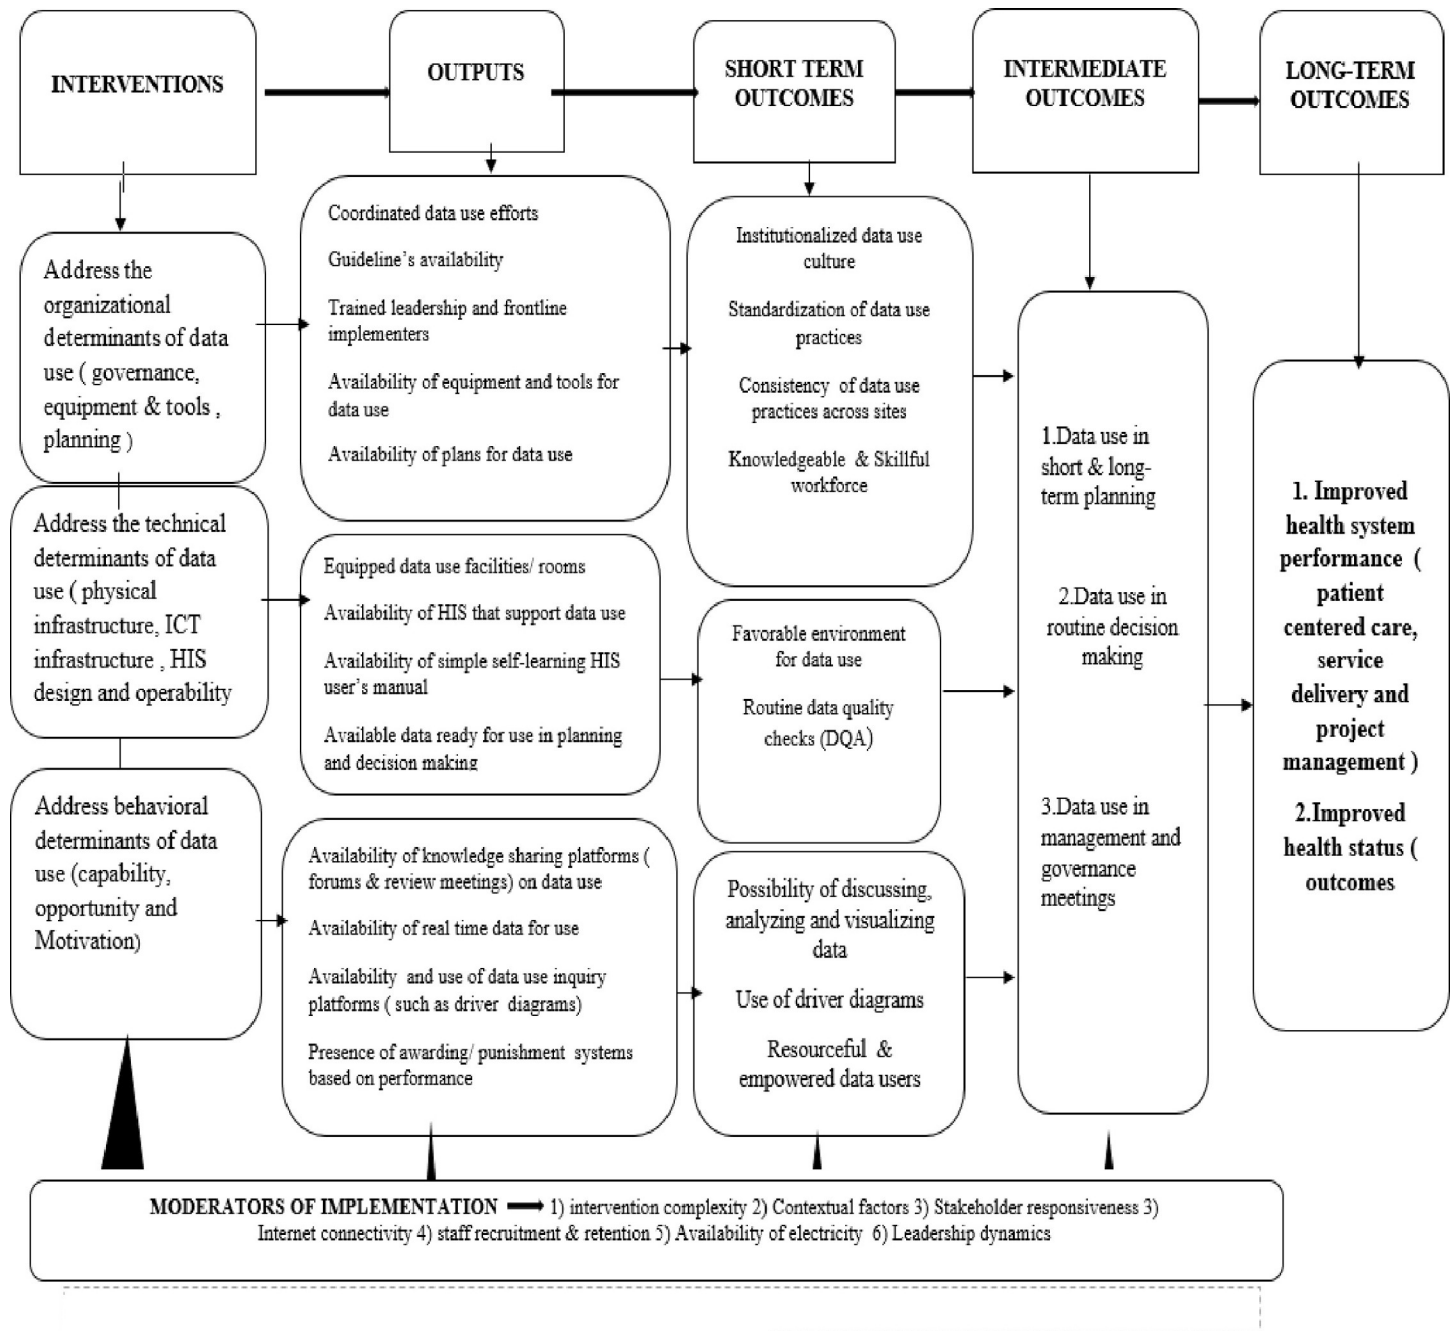 INTERVENTIONS
OUTPUTS
SHORT TERM
OUTCOMES
INTERMEDIATE
OUTCOMES
LONG-TERM
OUTCOMES
Address the
organizational
determinants of data
use ( governance,
equipment & tools ,
planning )
Address the technical
determinants of data
use ( physical
infrastructure, ICT
infrastructure , HIS
design and operability
Address behavioral
determinants of data
use (capability,
opportunity and
Motivation)
Coordinated data use efforts
Guideline’s availability
Trained leadership and frontline
implementers
Availability of equipment and tools for
data use
Availability of plans for data use
Equipped data use facilities/ rooms
Availability of HIS that support data use
Availability of simple self-learning HIS
user’s manual
Available data ready for use in planning
and decision making
Availability of knowledge sharing platforms (
forums & review meetings) on data use
Availability of real time data for use
Availability and use of data use inquiry
platforms ( such as driver diagrams)
Presence of awarding/ punishment systems
based on performance
Institutionalized data use
culture
Standardization of data use
practices
Consistency of data use
practices across sites
Knowledgeable & Skillful
workforce
Favorable environment
for data use
Routine data quality
checks (DQA)
Possibility of discussing,
analyzing and visualizing
data
Use of driver diagrams
Resourceful &
empowered data users
1.Data use in
short & long-
term planning
2.Data use in
routine decision
making
3.Data use in
management and
governance
meetings
1. Improved
health system
performance (
patient
centered care,
service
delivery and
project
management )
2.Improved
health status (
outcomes
MODERATORS OF IMPLEMENTATION 1) intervention complexity 2) Contextual factors 3) Stakeholder responsiveness 3)
Internet connectivity 4) staff recruitment & retention 5) Availability of electricity 6) Leadership dynamics